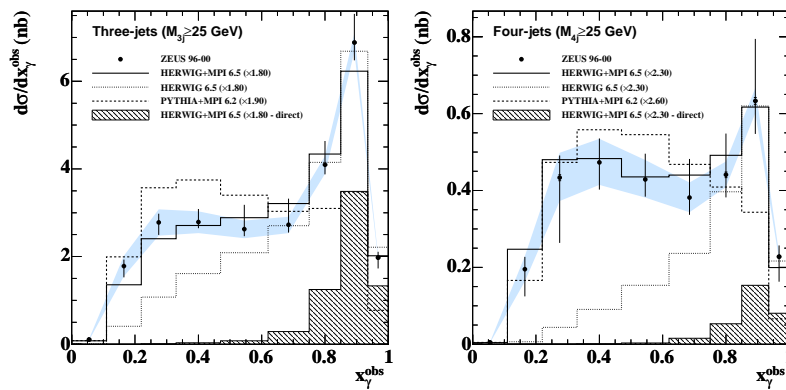 Three-jets (M3j≥25 GeV)
ZEUS 96-00
HERWIG+MPI 6.5 (×1.80)
HERWIG 6.5 (×1.80)
PYTHIA+MPI 6.2 (×1.90)
HERWIG+MPI 6.5 (×1.80 - direct)
dσ/dxγobs (nb)
6
4
2
0
0 0.2 0.4 0.6 0.8 1
xγobs
Four-jets (M4j≥25 GeV)
ZEUS 96-00
HERWIG+MPI 6.5 (×2.30)
HERWIG 6.5 (×2.30)
PYTHIA+MPI 6.2 (×2.60)
HERWIG+MPI 6.5 (×2.30 - direct)
dσ/dxγobs (nb)
0.8
0.6
0.4
0.2
0
0 0.2 0.4 0.6 0.8
xγobs